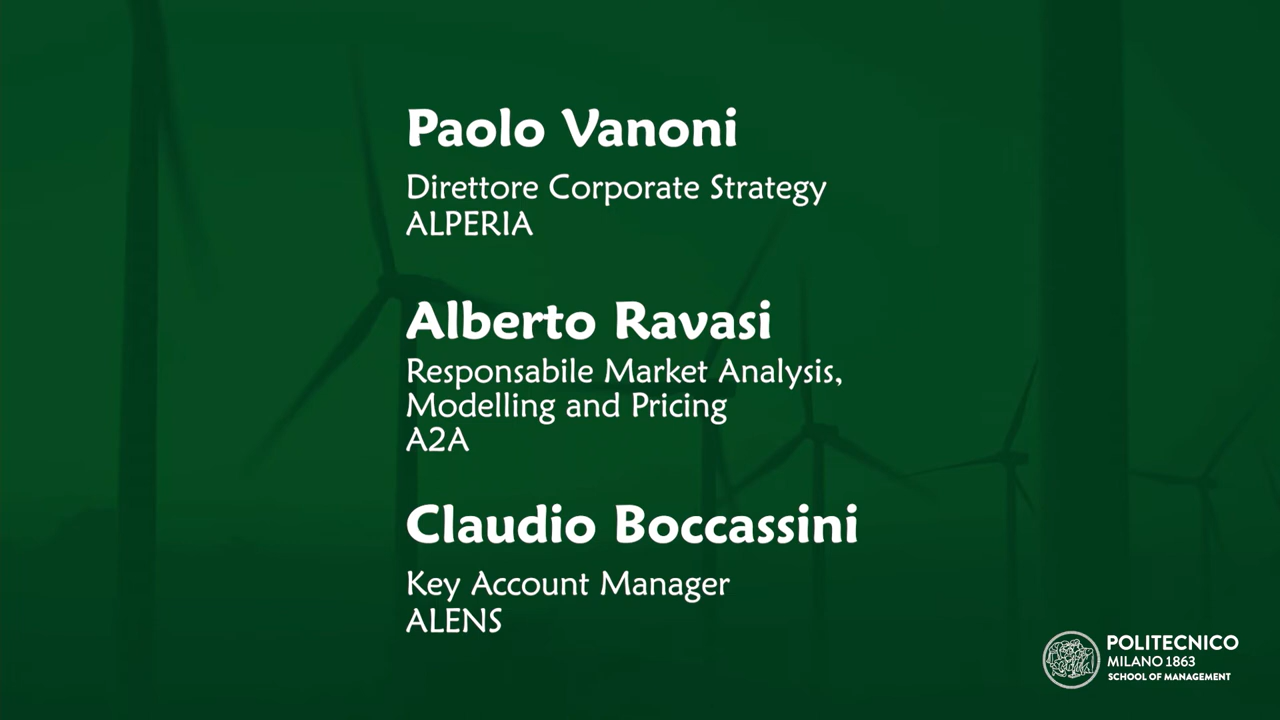 Paolo Vanoni
Direttore Corporate Strategy
ALPERIA
Alberto Ravasi
Responsabile Market Analysis,
Modelling and Pricing
A2A
Claudio Boccassini
Key Account Manager
ALENS
POLITECNICO
MILANO 1863
SCHOOL OF MANAGEMENT